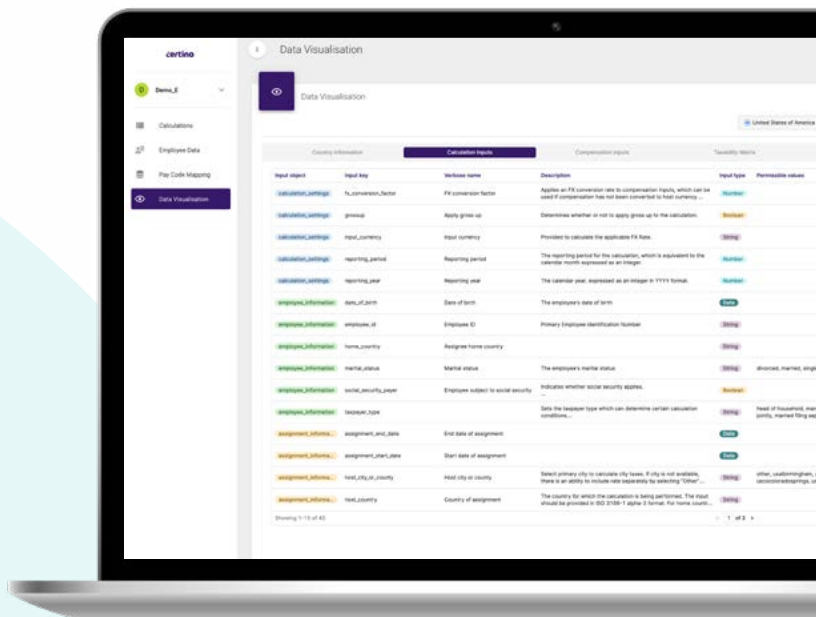 certino
Data Visualisation
Demo_E
Data Visualisation
Calculations
Employee Data
Pay Code Mapping
Data Visualisation
United States of America
Country Information
Calculation Inputs
Compensation Inputs
Taxability Matrix
Input object Input key Verbose name Description Input type Permissible values
calculation_settings fx_conversion_factor FX conversion factor Applies an FX conversion rate to compensation inputs, which can be used if compensation has not been converted to host currency ... Number
calculation_settings grossup Apply gross up Determines whether or not to apply gross up to the calculation. Boolean
calculation_settings input_currency Input currency Provided to calculate the applicable FX Rate. String
calculation_settings reporting_period Reporting period The reporting period for the calculation, which is equivalent to the calendar month expressed as an integer. Number
calculation_settings reporting_year Reporting year The calendar year, expressed as an integer in YYYY format. Number
employee_information date_of_birth Date of birth The employee's date of birth Date
employee_information employee_id Employee ID Primary Employee Identification Number String
employee_information home_country Assignee home country String
employee_information marital_status Marital status The employee's marital status String divorced, married, single
employee_information social_security_payer Employee subject to social security Indicates whether social security applies. ... Boolean
employee_information taxpayer_type Sets the taxpayer type which can determine certain calculation conditions... String head of household, mar jointly, married filing sep
assignment_informa... assignment_end_date End date of assignment Date
assignment_informa... assignment_start_date Start date of assignment Date
assignment_informa... host_city_or_county Host city or county Select primary city to calculate city taxes. If city is not available, there is an ability to include rate separately by selecting "Other" ... String other,
assignment_informa... host_country Country of assignment The country for which the calculation is being performed. The input should be provided in ISO 3166-1 alpha-3 format. For home countr... String
Showing 1-15 of 42
1 of 3